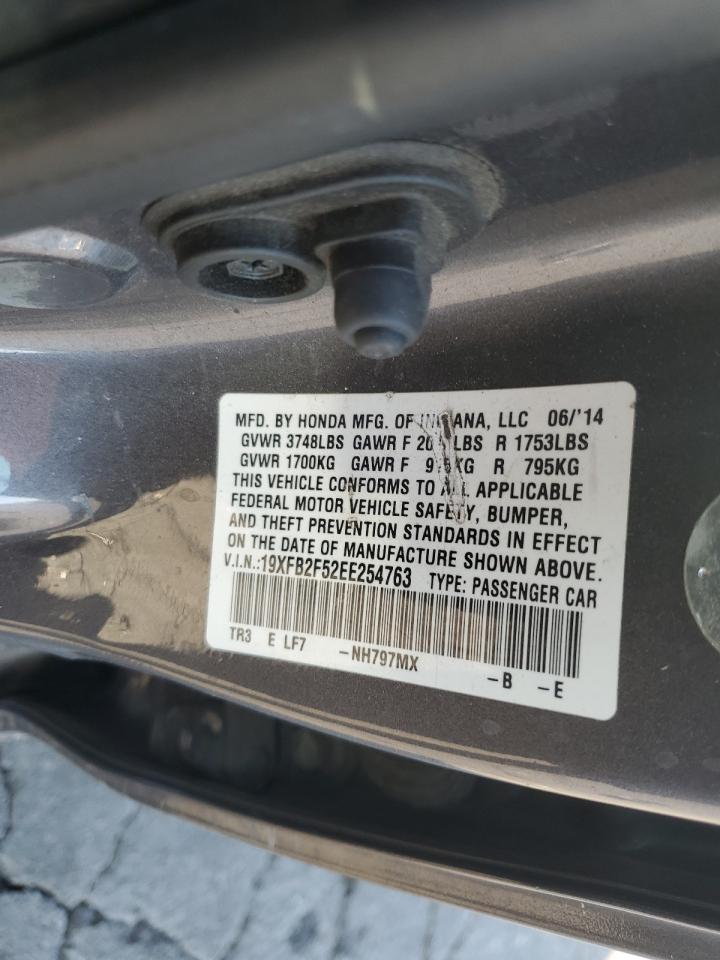 MFD. BY HONDA MFG. OF INDIANA, LLC 06/'14
GVWR 3748LBS GAWR F LBS R 1753LBS
GVWR 1700KG GAWR F KG R 795KG
THIS VEHICLE CONFORMS TO ALL APPLICABLE
FEDERAL MOTOR VEHICLE SAFETY, BUMPER,
AND THEFT PREVENTION STANDARDS IN EFFECT
ON THE DATE OF MANUFACTURE SHOWN ABOVE.
V.I.N.:19XFB2F52EE254763 TYPE: PASSENGER CAR
TR3 E LF7 -NH797MX -B -E